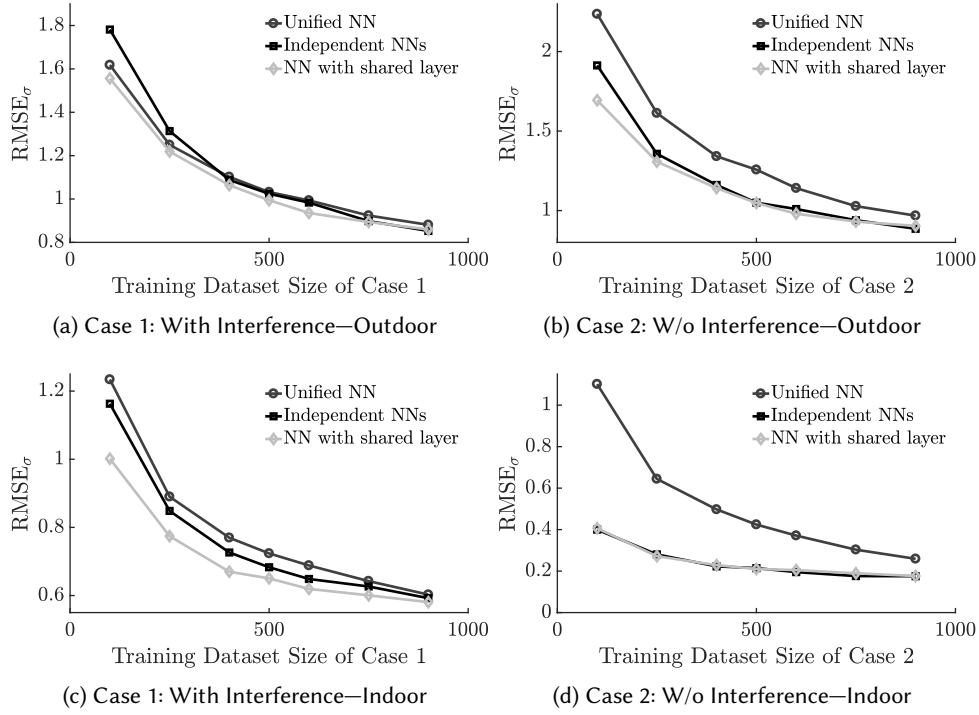 1.8
1.6
1.4
1.2
1
0.8
RMSEσ
Unified NN
Independent NNs
NN with shared layer
0
500
1000
Training Dataset Size of Case 1
(a) Case 1: With Interference—Outdoor
2
1.5
1
RMSEσ
Unified NN
Independent NNs
NN with shared layer
0
500
1000
Training Dataset Size of Case 2
(b) Case 2: W/o Interference—Outdoor
1.2
1
0.8
0.6
RMSEσ
Unified NN
Independent NNs
NN with shared layer
0
500
1000
Training Dataset Size of Case 1
(c) Case 1: With Interference—Indoor
1
0.8
0.6
0.4
0.2
0
RMSEσ
Unified NN
Independent NNs
NN with shared layer
0
500
1000
Training Dataset Size of Case 2
(d) Case 2: W/o Interference—Indoor